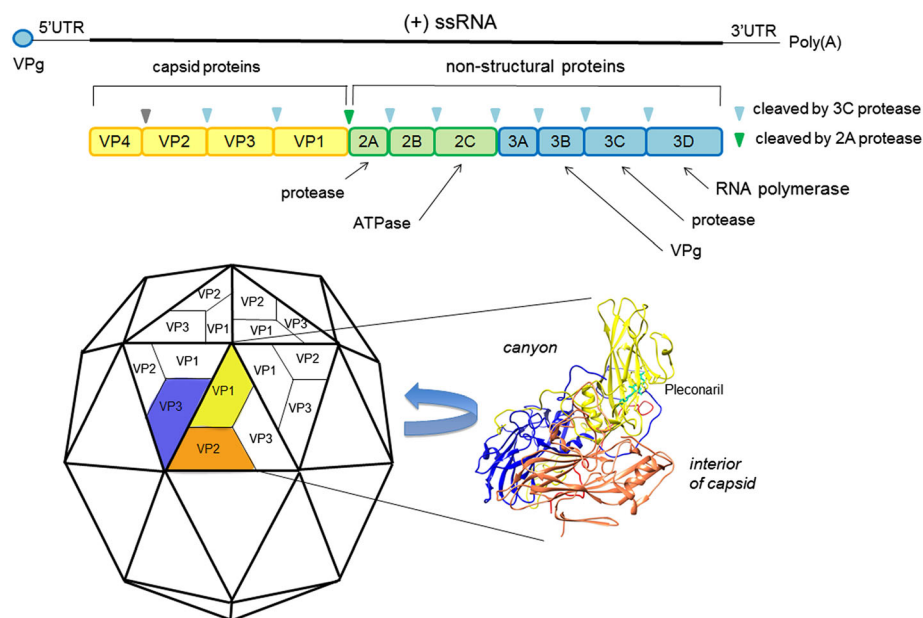 (+) ssRNA
5'UTR
3'UTR
VPg
Poly(A)
capsid proteins
non-structural proteins
cleaved by 3C protease
cleaved by 2A protease
VP4 VP2 VP3 VP1 2A 2B 2C 3A 3B 3C 3D
protease
RNA polymerase
ATPase
protease
VPg
VP2 VP2
VP3 VP1 VP1 VP3
VP2 VP1 VP1 VP2
VP3 VP1 VP3
VP2 VP3
canyon
Pleconaril
interior
of capsid